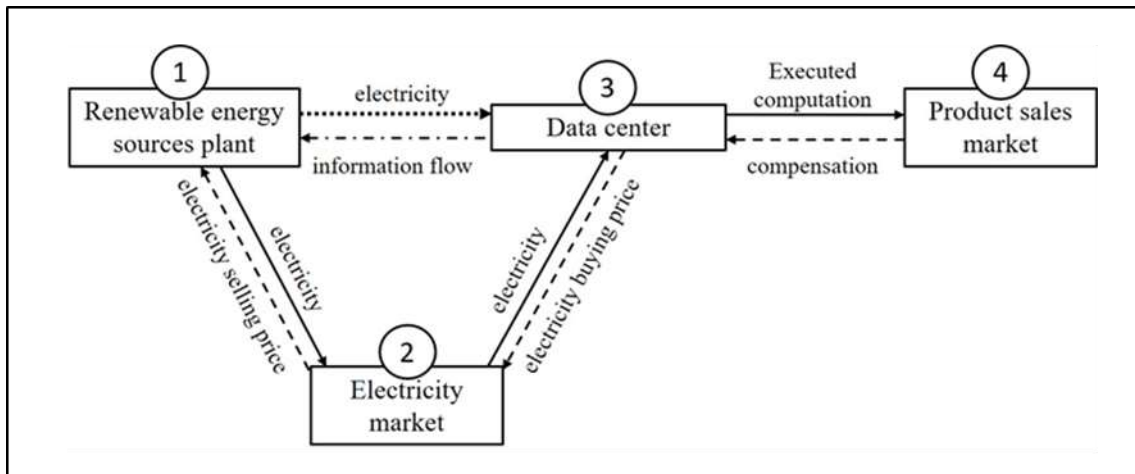 1
Renewable energy
sources plant
electricity
information flow
3
Data center
Executed
computation
compensation
4
Product sales
market
electricity selling price
electricity
electricity
electricity buying price
2
Electricity
market